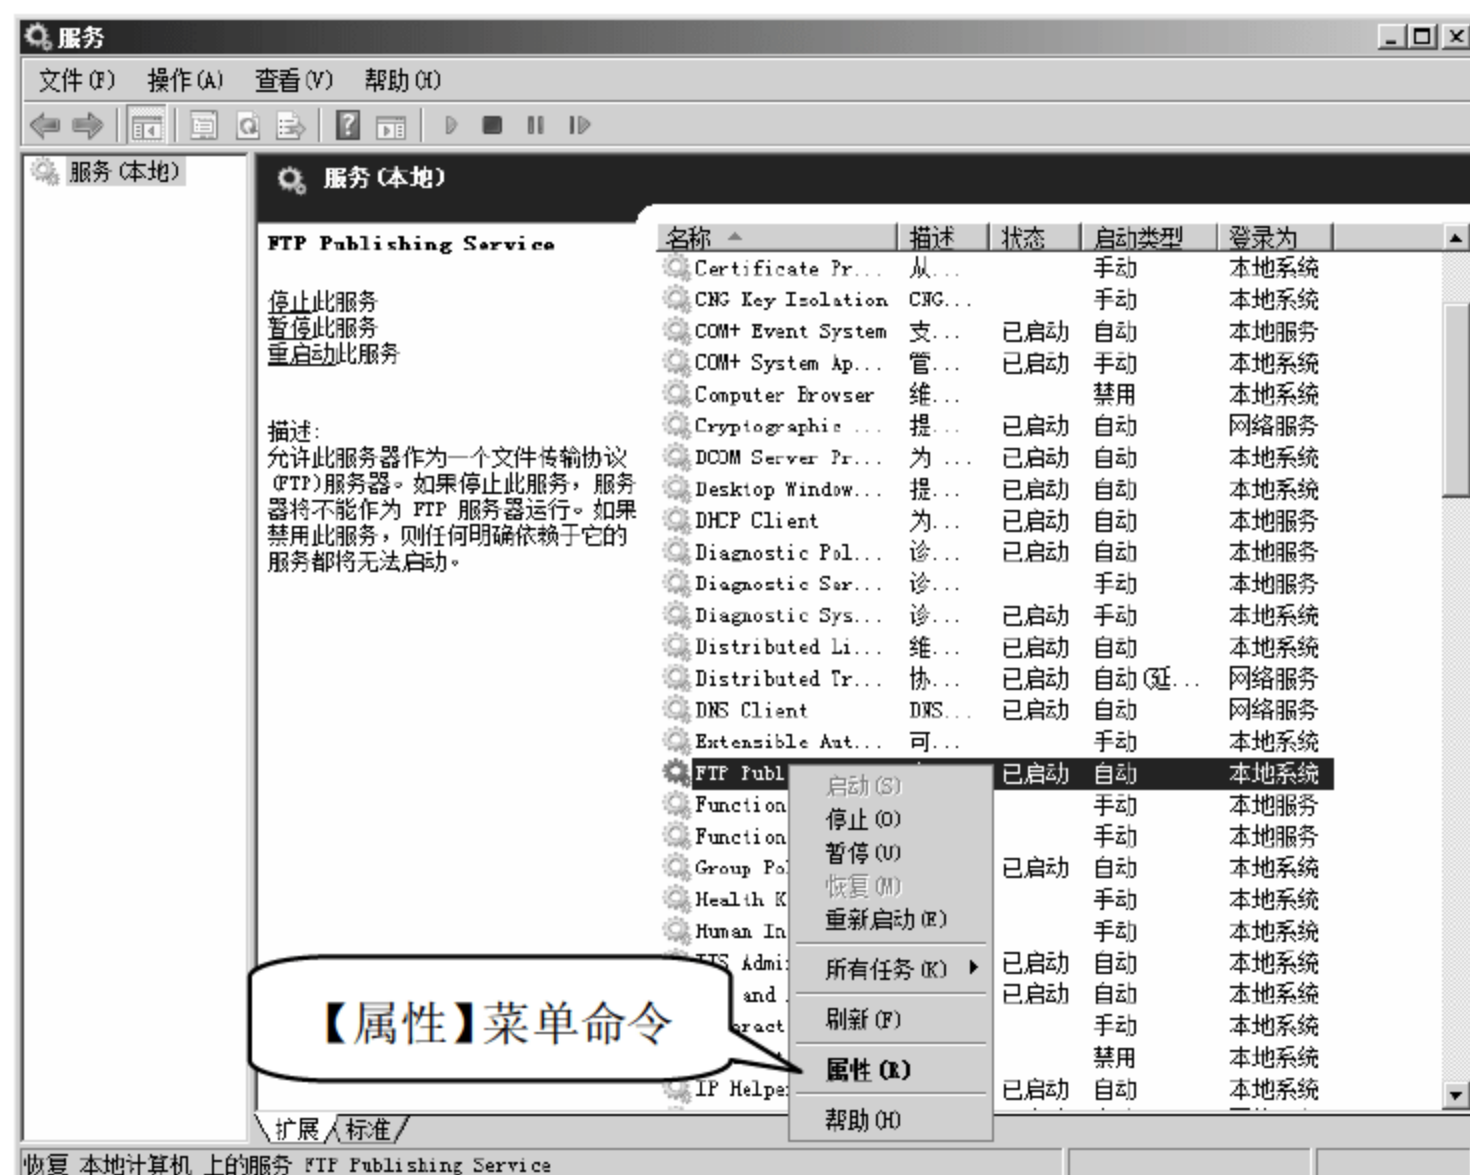 服务
文件(F) 操作(A) 查看(V) 帮助(H)
服务(本地)
服务(本地)
FTP Publishing Service
停止此服务
暂停此服务
重启动此服务
描述:
允许此服务器作为一个文件传输协议
(FTP)服务器。如果停止此服务，服务
器将不能作为 FTP 服务器运行。如果
禁用此服务，则任何明确依赖于它的
服务都将无法启动。
名称 描述 状态 启动类型 登录为
Certificate Pr... 从... 手动 本地系统
CNG Key Isolation CNG... 手动 本地系统
COM+ Event System 支... 已启动 自动 本地服务
COM+ System Ap... 管... 已启动 手动 本地系统
Computer Browser 维... 禁用 本地系统
Cryptographic ... 提... 已启动 自动 网络服务
DCOM Server Pr... 为 ... 已启动 自动 本地系统
Desktop Window... 提... 已启动 自动 本地系统
DHCP Client 为... 已启动 自动 本地服务
Diagnostic Pol... 诊... 已启动 自动 本地服务
Diagnostic Ser... 诊... 手动 本地服务
Diagnostic Sys... 诊... 已启动 手动 本地系统
Distributed Li... 维... 已启动 自动 本地系统
Distributed Tr... 协... 已启动 自动(延... 网络服务
DNS Client DNS... 已启动 自动 网络服务
Extensible Aut... 可... 手动 本地系统
FTP Publ 已启动 自动 本地系统
Function 手动 本地服务
Function 手动 本地服务
Group Po 已启动 自动 本地系统
Health K 手动 本地系统
Human In 手动 本地系统
IIS Admi 已启动 自动 本地系统
and 已启动 自动 本地系统
eract 手动 本地系统
禁用 本地系统
IP Helpe 已启动 自动 本地系统
启动(S)
停止(O)
暂停(U)
恢复(M)
重新启动(E)
所有任务(K)
刷新(F)
属性(R)
帮助(H)
【属性】菜单命令
扩展 标准
恢复 本地计算机 上的服务 FTP Publishing Service